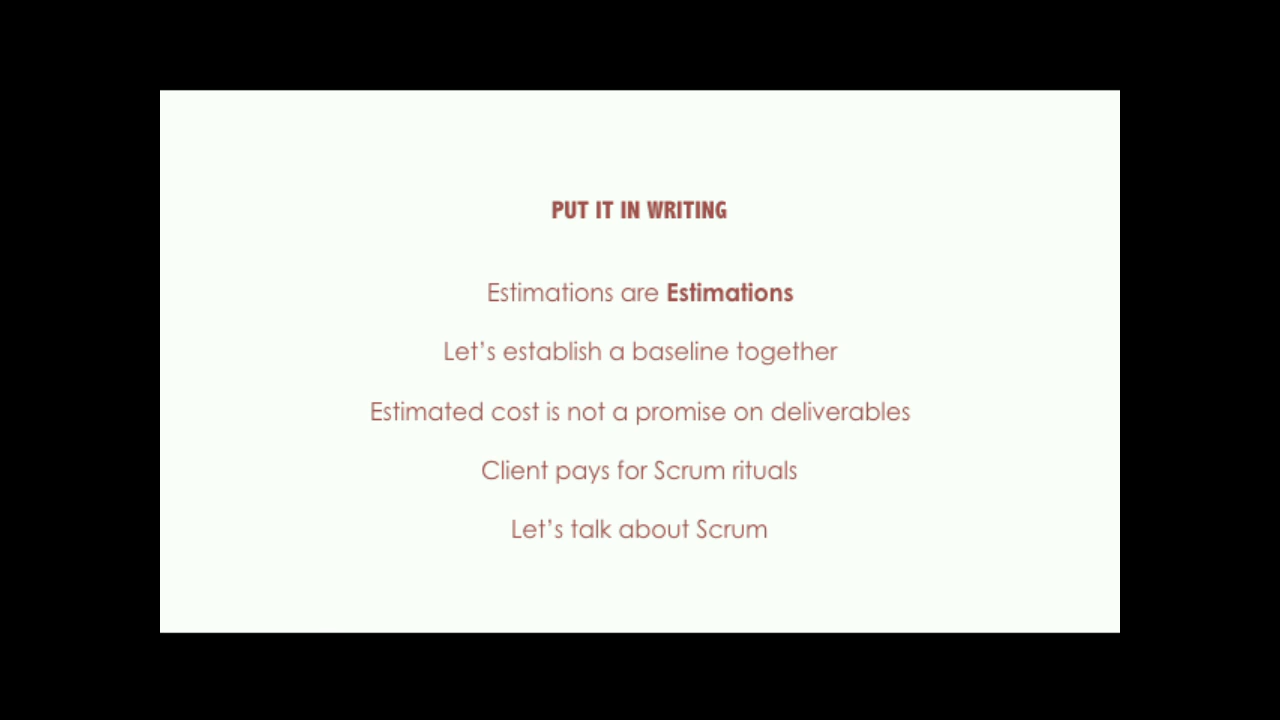 PUT IT IN WRITING
Estimations are Estimations
Let’s establish a baseline together
Estimated cost is not a promise on deliverables
Client pays for Scrum rituals
Let’s talk about Scrum